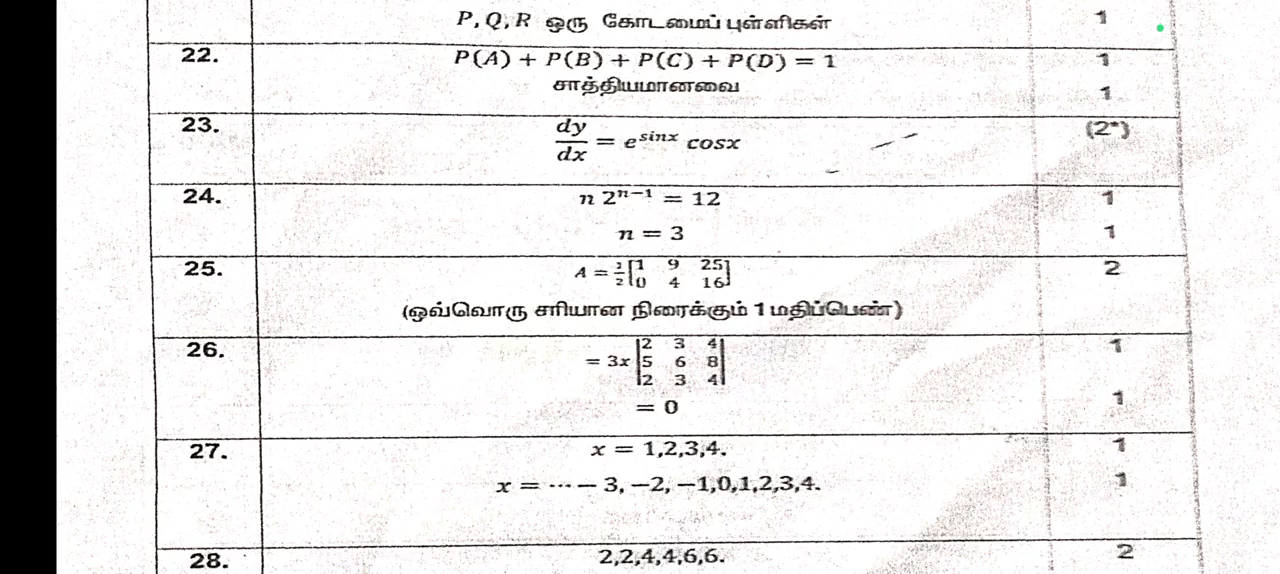 P, Q, R ஒரு கோடமைப் புள்ளிகள் 1
22. P(A) + P(B) + P(C) + P(D) = 1 1
சாத்தியமானவை 1
23. dy/dx = e^{sinx} cosx (2*)
24. n 2^{n−1} = 12 1
n = 3 1
25. A = 1/2 [1 9 25 2
0 4 16]
(ஒவ்வொரு சரியான நிரைக்கும் 1 மதிப்பெண்)
26. = 3x |2 3 4| 1
|5 6 8|
|2 3 4|
= 0 1
27. x = 1,2,3,4. 1
x = ⋯ − 3, −2, −1,0,1,2,3,4. 1
28. 2,2,4,4,6,6. 2